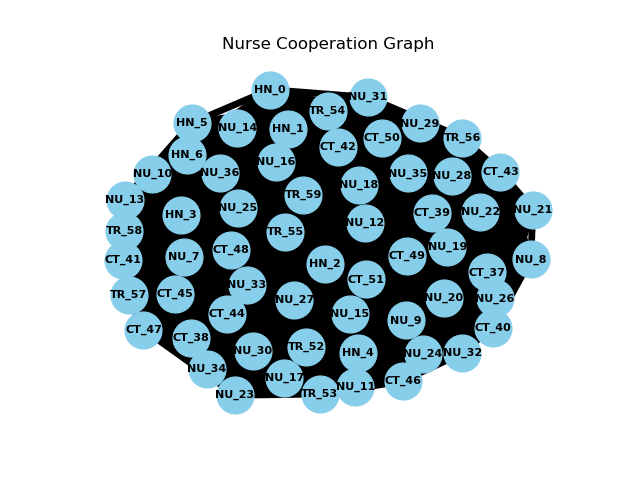 Nurse Cooperation Graph
HN_0
NU_31
TR_54
HN_5
NU_14
HN_1
NU_29
CT_50
TR_56
CT_42
HN_6
NU_16
NU_10
NU_36
NU_35
NU_28
CT_43
NU_18
TR_59
NU_13
NU_25
HN_3
CT_39
NU_22
NU_21
NU_12
TR_58
TR_55
CT_48
NU_19
CT_49
NU_7
CT_41
HN_2
NU_8
CT_37
CT_51
NU_33
TR_57
CT_45
NU_27
NU_20
NU_26
CT_44
NU_15
NU_9
CT_47
CT_40
CT_38
NU_30
TR_52
HN_4
NU_24
NU_32
NU_34
NU_17
CT_46
NU_11
NU_23
TR_53